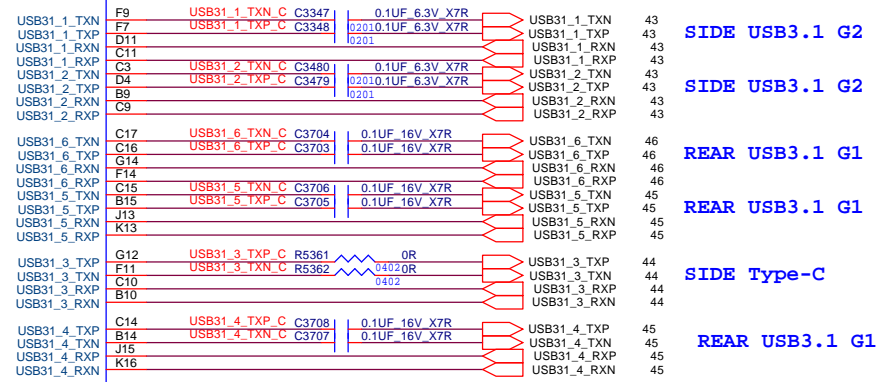 USB31_1_TXN F9 USB31_1_TXN_C C3347 0.1UF_6.3V_X7R USB31_1_TXN 43
USB31_1_TXP F7 USB31_1_TXP_C C3348 0201 0.1UF_6.3V_X7R USB31_1_TXP 43 SIDE USB3.1 G2
USB31_1_RXN D11 0201 USB31_1_RXN 43
USB31_1_RXP C11 USB31_1_RXP 43
USB31_2_TXN C3 USB31_2_TXN_C C3480 0.1UF_6.3V_X7R USB31_2_TXN 43
USB31_2_TXP D4 USB31_2_TXP_C C3479 0201 0.1UF_6.3V_X7R USB31_2_TXP 43 SIDE USB3.1 G2
USB31_2_RXN B9 0201 USB31_2_RXN 43
USB31_2_RXP C9 USB31_2_RXP 43
USB31_6_TXN C17 USB31_6_TXN_C C3704 0.1UF_16V_X7R USB31_6_TXN 46
USB31_6_TXP C16 USB31_6_TXP_C C3703 0.1UF_16V_X7R USB31_6_TXP 46 REAR USB3.1 G1
USB31_6_RXN G14 USB31_6_RXN 46
USB31_6_RXP F14 USB31_6_RXP 46
USB31_5_TXN C15 USB31_5_TXN_C C3706 0.1UF_16V_X7R USB31_5_TXN 45
USB31_5_TXP B15 USB31_5_TXP_C C3705 0.1UF_16V_X7R USB31_5_TXP 45 REAR USB3.1 G1
USB31_5_RXN J13 USB31_5_RXN 45
USB31_5_RXP K13 USB31_5_RXP 45
USB31_3_TXP G12 USB31_3_TXP_C R5361 0R USB31_3_TXP 44
USB31_3_TXN F11 USB31_3_TXN_C R5362 0402 0R USB31_3_TXN 44 SIDE Type-C
USB31_3_RXP C10 0402 USB31_3_RXP 44
USB31_3_RXN B10 USB31_3_RXN 44
USB31_4_TXP C14 USB31_4_TXP_C C3708 0.1UF_16V_X7R USB31_4_TXP 45
USB31_4_TXN B14 USB31_4_TXN_C C3707 0.1UF_16V_X7R USB31_4_TXN 45 REAR USB3.1 G1
USB31_4_RXP J15 USB31_4_RXP 45
USB31_4_RXN K16 USB31_4_RXN 45